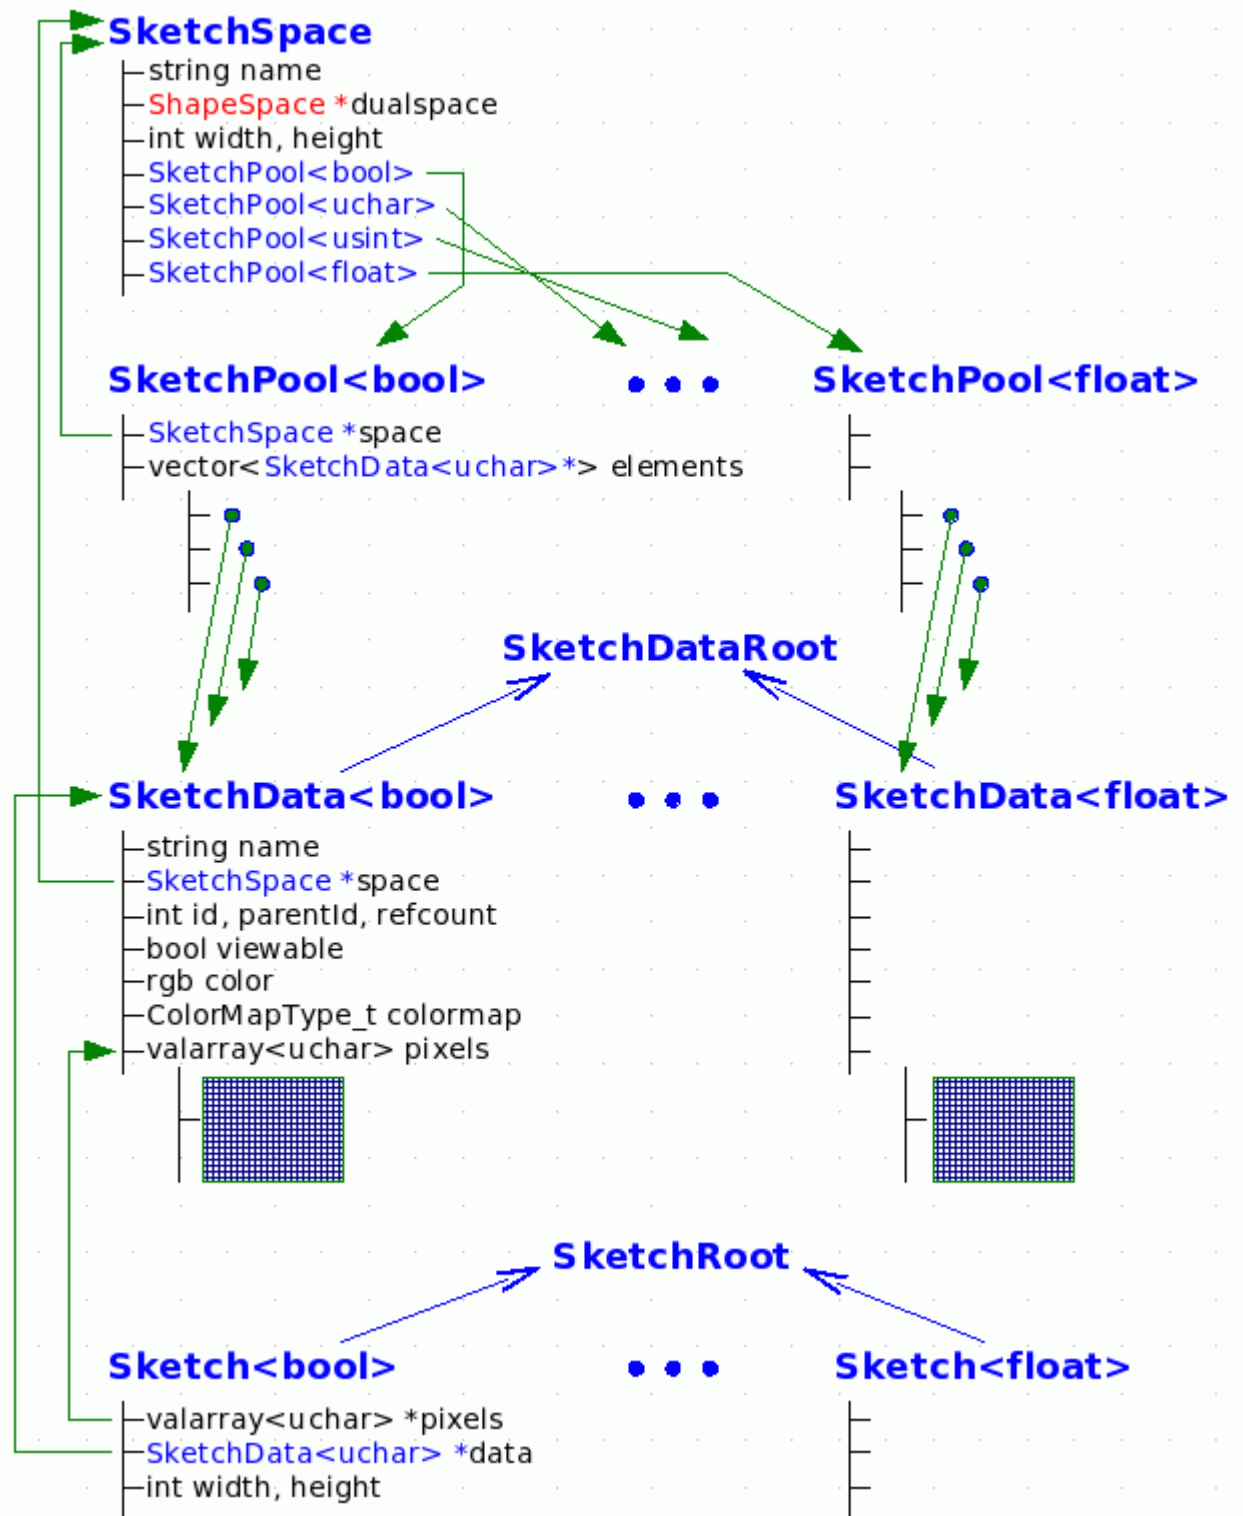 SketchSpace
string name
ShapeSpace *dualspace
int width, height
SketchPool<bool>
SketchPool<uchar>
SketchPool<usint>
SketchPool<float>
SketchPool<bool> SketchPool<float>
SketchSpace *space
vector<SketchData<uchar>*> elements
SketchDataRoot
SketchData<bool> SketchData<float>
string name
SketchSpace *space
int id, parentId, refcount
bool viewable
rgb color
ColorMapType_t colormap
valarray<uchar> pixels
SketchRoot
Sketch<bool> Sketch<float>
valarray<uchar> *pixels
SketchData<uchar> *data
int width, height